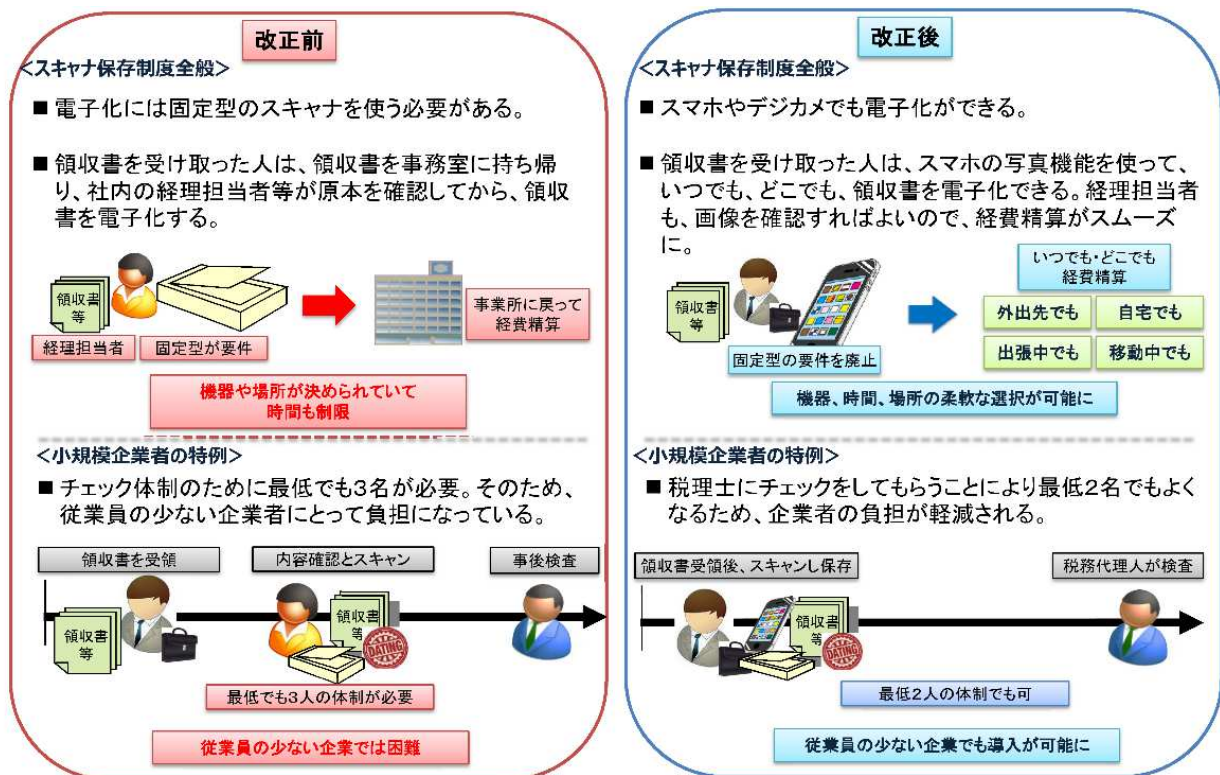 改正前
<スキャナ保存制度全般>
■ 電子化には固定型のスキャナを使う必要がある。
■ 領収書を受け取った人は、領収書を事務室に持ち帰
り、社内の経理担当者等が原本を確認してから、領収
書を電子化する。
領収書
等
経理担当者
固定型が要件
事業所に戻って
経費精算
機器や場所が決められていて
時間も制限
<小規模企業者の特例>
■ チェック体制のために最低でも3名が必要。そのため、
従業員の少ない企業者にとって負担になっている。
領収書を受領
内容確認とスキャン
事後検査
領収書
等
領収書
等
DATING
最低でも3人の体制が必要
従業員の少ない企業では困難
改正後
<スキャナ保存制度全般>
■ スマホやデジカメでも電子化ができる。
■ 領収書を受け取った人は、スマホの写真機能を使って、
いつでも、どこでも、領収書を電子化できる。経理担当者
も、画像を確認すればよいので、経費精算がスムーズ
に。
領収書
等
固定型の要件を廃止
いつでも・どこでも
経費精算
外出先でも
自宅でも
出張中でも
移動中でも
機器、時間、場所の柔軟な選択が可能に
<小規模企業者の特例>
■ 税理士にチェックをしてもらうことにより最低2名でもよく
なるため、企業者の負担が軽減される。
領収書受領後、スキャンし保存
税務代理人が検査
領収書
等
DATING
最低2人の体制でも可
従業員の少ない企業でも導入が可能に